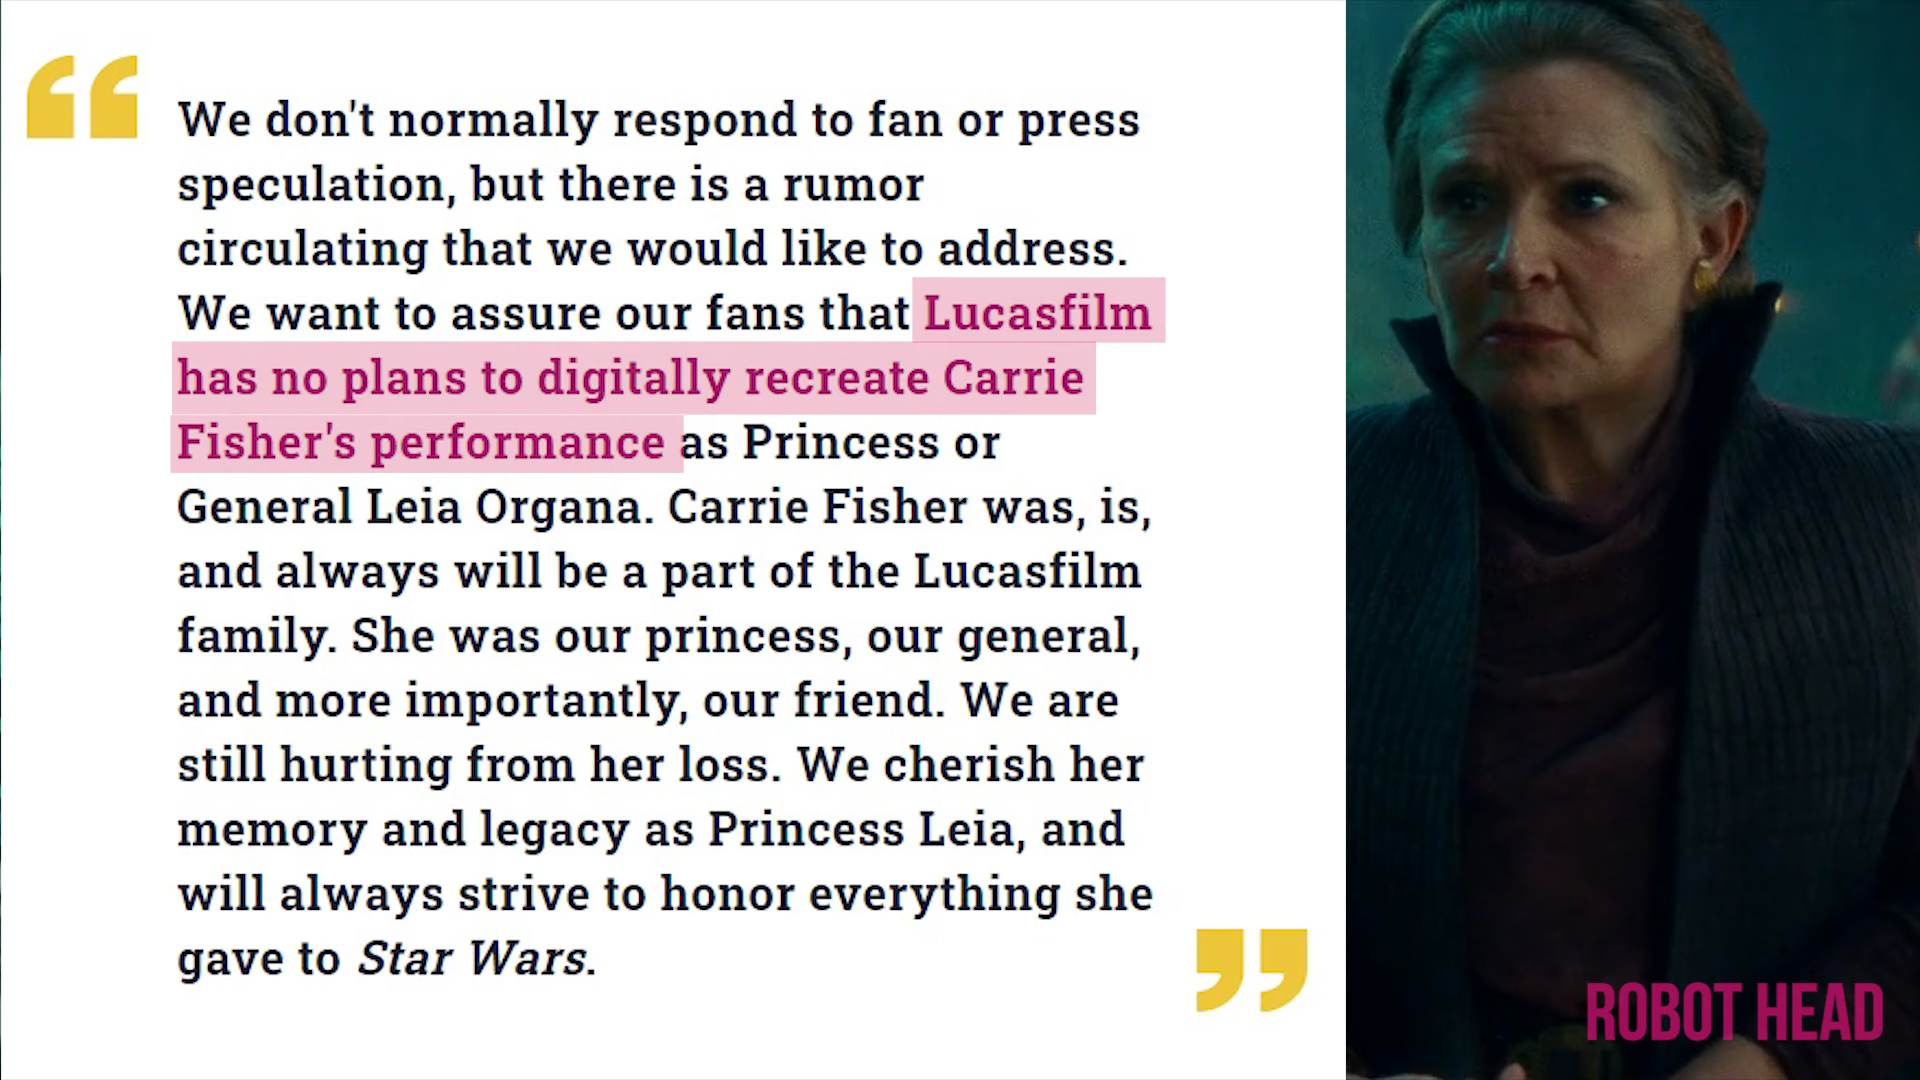 We don't normally respond to fan or press
speculation, but there is a rumor
circulating that we would like to address.
We want to assure our fans that Lucasfilm
has no plans to digitally recreate Carrie
Fisher's performance as Princess or
General Leia Organa. Carrie Fisher was, is,
and always will be a part of the Lucasfilm
family. She was our princess, our general,
and more importantly, our friend. We are
still hurting from her loss. We cherish her
memory and legacy as Princess Leia, and
will always strive to honor everything she
gave to Star Wars.
ROBOT HEAD